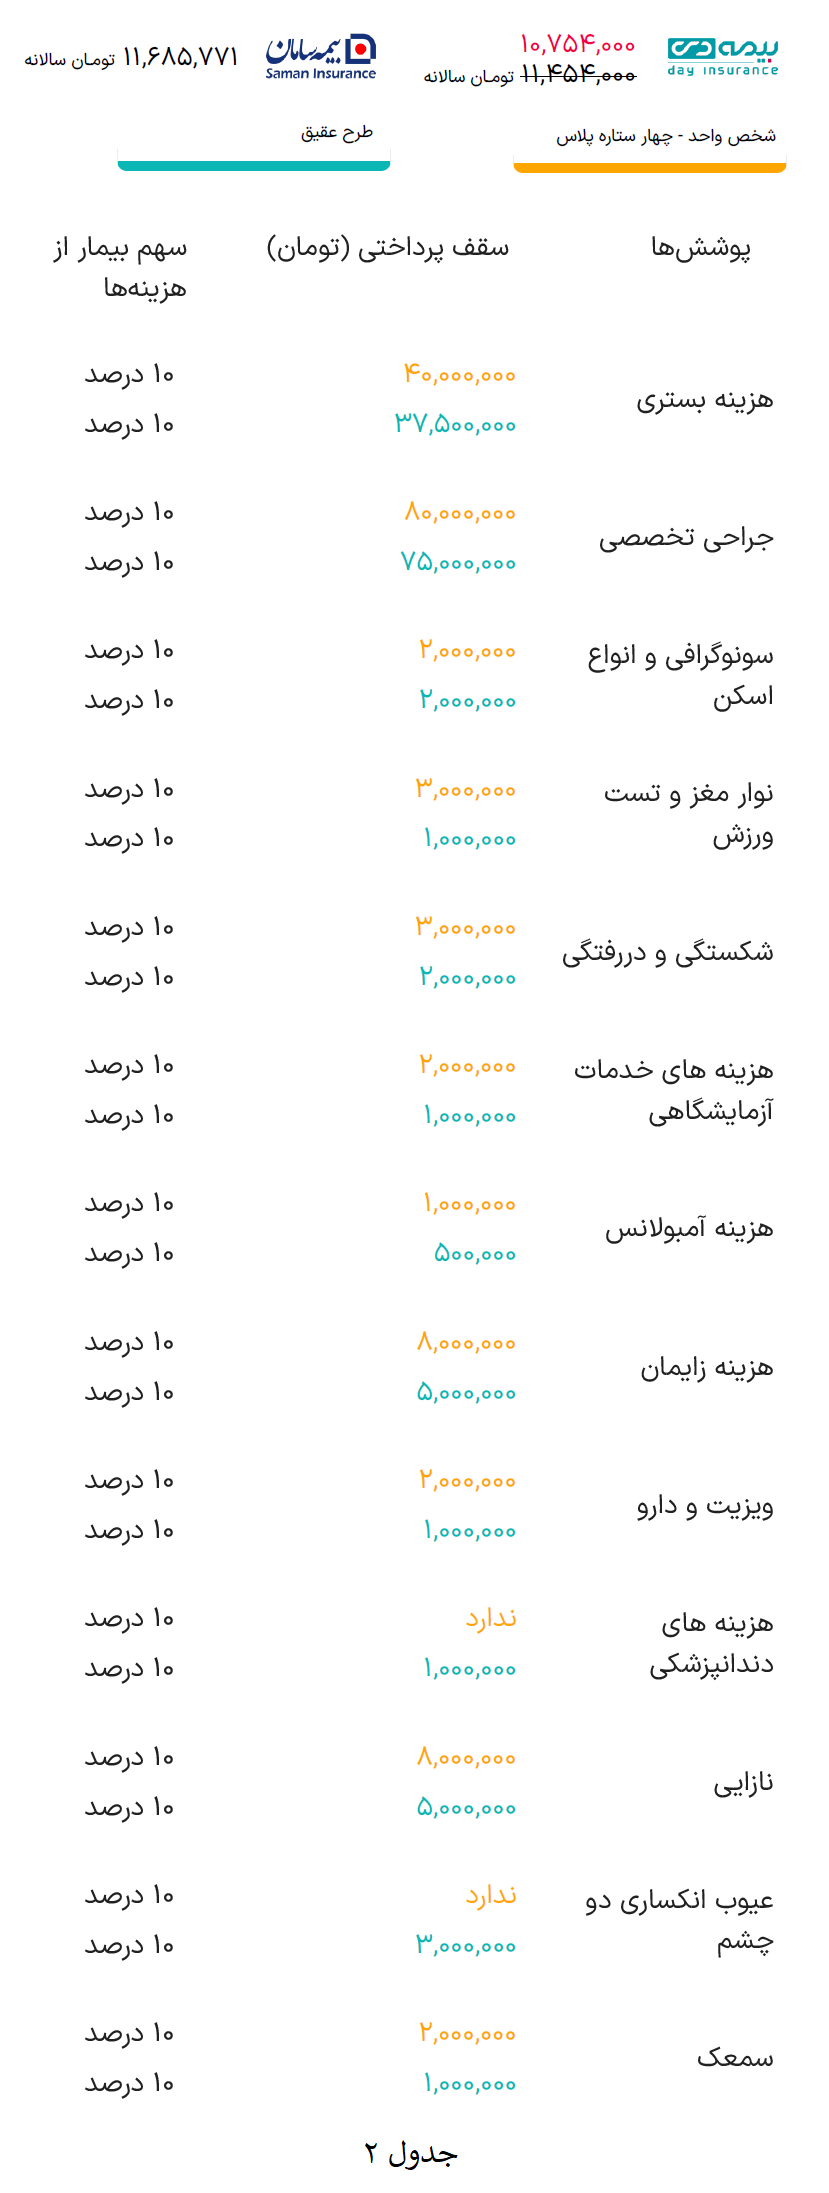 بیمه دی
day insurance
۱۰,۷۵۴,۰۰۰
۱۱,۴۵۴,۰۰۰ تومـان سالانه
بیمه سامان
Saman Insurance
۱۱,۶۸۵,۷۷۱ تومـان سالانه
شخص واحد - چهار ستاره پلاس
طرح عقیق
پوشش‌ها
سقف پرداختی (تومان)
سهم بیمار از
هزینه‌ها
هزینه بستری
۴۰,۰۰۰,۰۰۰
۱۰ درصد
۳۷,۵۰۰,۰۰۰
۱۰ درصد
جراحی تخصصی
۸۰,۰۰۰,۰۰۰
۱۰ درصد
۷۵,۰۰۰,۰۰۰
۱۰ درصد
سونوگرافی و انواع
اسکن
۲,۰۰۰,۰۰۰
۱۰ درصد
۲,۰۰۰,۰۰۰
۱۰ درصد
نوار مغز و تست
ورزش
۳,۰۰۰,۰۰۰
۱۰ درصد
۱,۰۰۰,۰۰۰
۱۰ درصد
شکستگی و دررفتگی
۳,۰۰۰,۰۰۰
۱۰ درصد
۲,۰۰۰,۰۰۰
۱۰ درصد
هزینه های خدمات
آزمایشگاهی
۲,۰۰۰,۰۰۰
۱۰ درصد
۱,۰۰۰,۰۰۰
۱۰ درصد
هزینه آمبولانس
۱,۰۰۰,۰۰۰
۱۰ درصد
۵۰۰,۰۰۰
۱۰ درصد
هزینه زایمان
۸,۰۰۰,۰۰۰
۱۰ درصد
۵,۰۰۰,۰۰۰
۱۰ درصد
ویزیت و دارو
۲,۰۰۰,۰۰۰
۱۰ درصد
۱,۰۰۰,۰۰۰
۱۰ درصد
هزینه های
دندانپزشکی
ندارد
۱۰ درصد
۱,۰۰۰,۰۰۰
۱۰ درصد
نازایی
۸,۰۰۰,۰۰۰
۱۰ درصد
۵,۰۰۰,۰۰۰
۱۰ درصد
عیوب انکساری دو
چشم
ندارد
۱۰ درصد
۳,۰۰۰,۰۰۰
۱۰ درصد
سمعک
۲,۰۰۰,۰۰۰
۱۰ درصد
۱,۰۰۰,۰۰۰
۱۰ درصد
جدول ۲